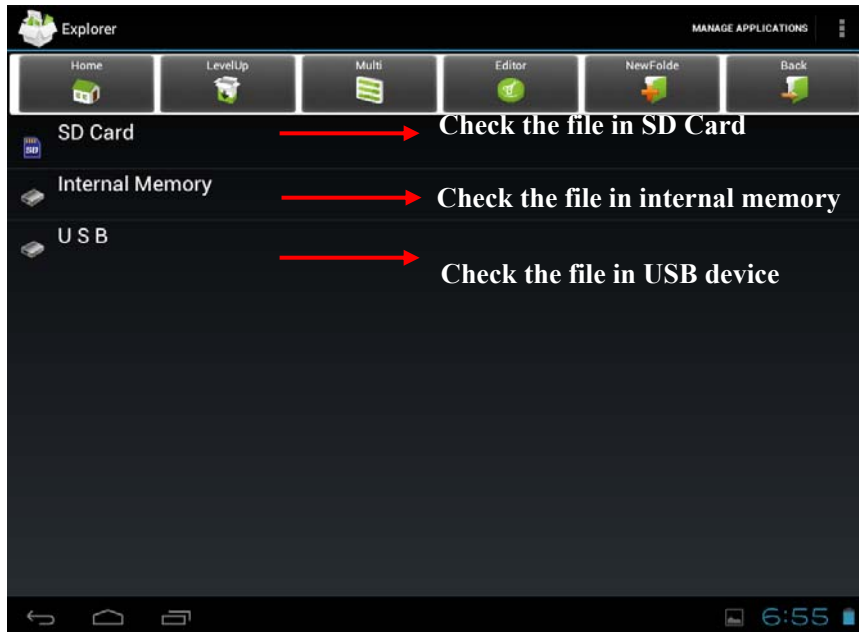 Explorer
MANAGE APPLICATIONS
Home LevelUp Multi Editor NewFolde Back
SD Card Check the file in SD Card
SD
Internal Memory Check the file in internal memory
U S B
Check the file in USB device
6:55